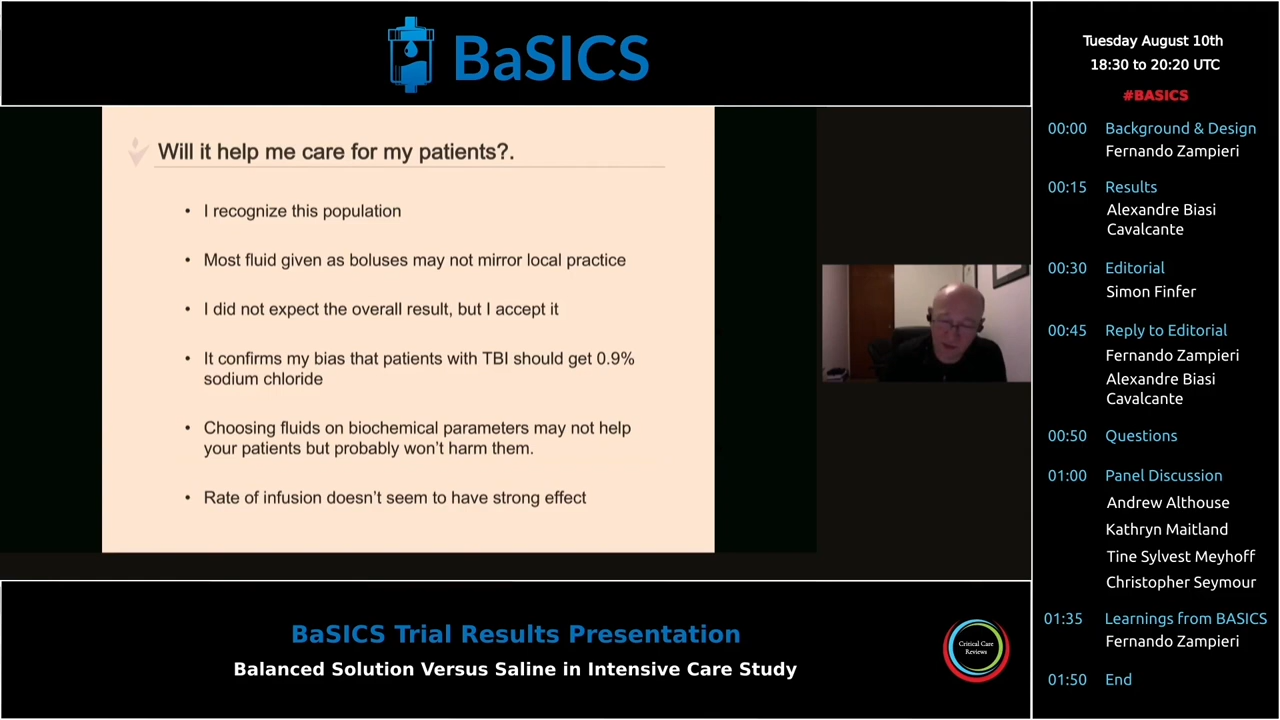 BaSICS
Will it help me care for my patients?.
• I recognize this population
• Most fluid given as boluses may not mirror local practice
• I did not expect the overall result, but I accept it
• It confirms my bias that patients with TBI should get 0.9%
sodium chloride
• Choosing fluids on biochemical parameters may not help
your patients but probably won't harm them.
• Rate of infusion doesn't seem to have strong effect
BaSICS Trial Results Presentation
Balanced Solution Versus Saline in Intensive Care Study
Critical Care
Reviews
Tuesday August 10th
18:30 to 20:20 UTC
#BASICS
00:00 Background & Design
Fernando Zampieri
00:15 Results
Alexandre Biasi
Cavalcante
00:30 Editorial
Simon Finfer
00:45 Reply to Editorial
Fernando Zampieri
Alexandre Biasi
Cavalcante
00:50 Questions
01:00 Panel Discussion
Andrew Althouse
Kathryn Maitland
Tine Sylvest Meyhoff
Christopher Seymour
01:35 Learnings from BASICS
Fernando Zampieri
01:50 End